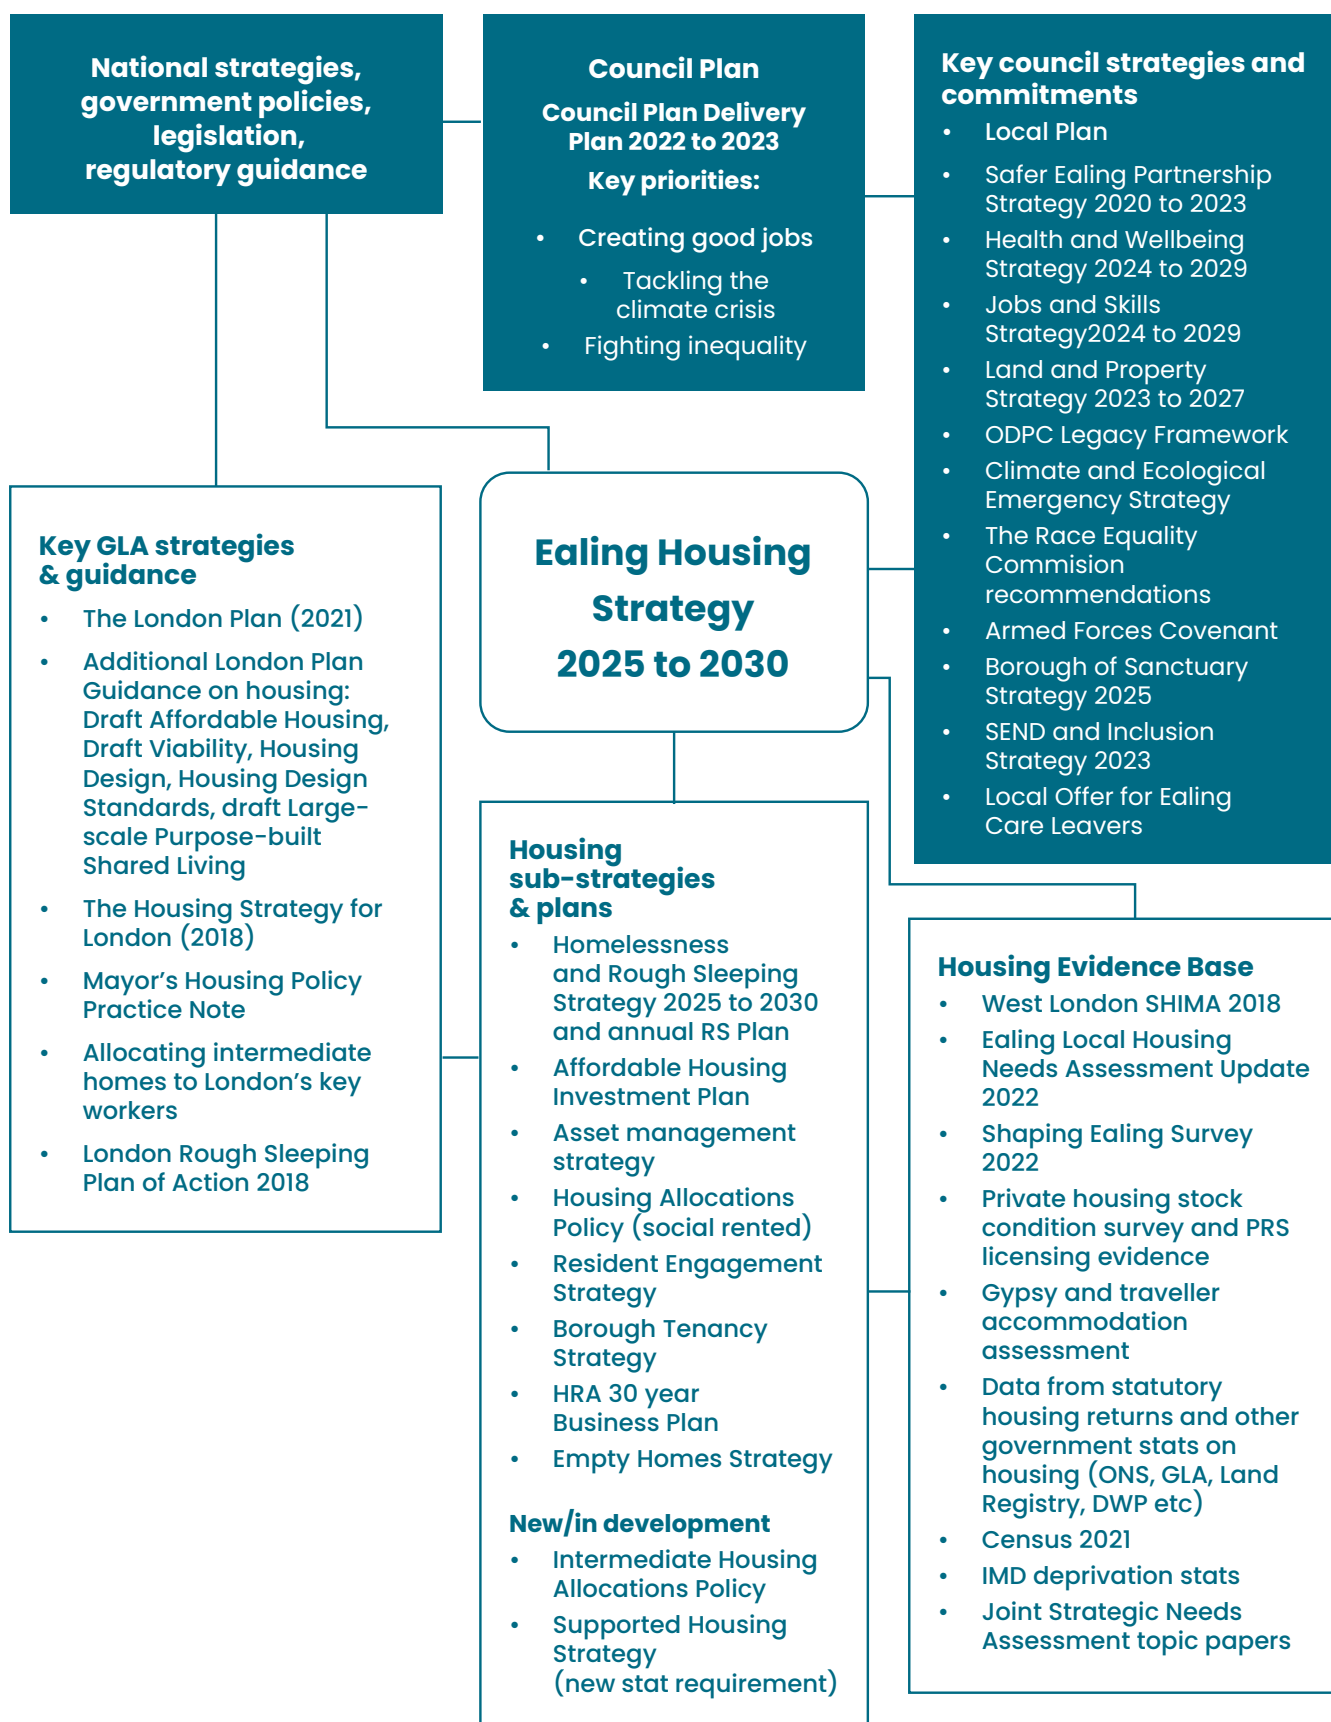 National strategies,
government policies,
legislation,
regulatory guidance
Council Plan
Council Plan Delivery
Plan 2022 to 2023
Key priorities:
• Creating good jobs
• Tackling the
climate crisis
• Fighting inequality
Key council strategies and
commitments
• Local Plan
• Safer Ealing Partnership
Strategy 2020 to 2023
• Health and Wellbeing
Strategy 2024 to 2029
• Jobs and Skills
Strategy2024 to 2029
• Land and Property
Strategy 2023 to 2027
• ODPC Legacy Framework
• Climate and Ecological
Emergency Strategy
• The Race Equality
Commision
recommendations
• Armed Forces Covenant
• Borough of Sanctuary
Strategy 2025
• SEND and Inclusion
Strategy 2023
• Local Offer for Ealing
Care Leavers
Ealing Housing
Strategy
2025 to 2030
Key GLA strategies
& guidance
• The London Plan (2021)
• Additional London Plan
Guidance on housing:
Draft Affordable Housing,
Draft Viability, Housing
Design, Housing Design
Standards, draft Large-
scale Purpose-built
Shared Living
• The Housing Strategy for
London (2018)
• Mayor's Housing Policy
Practice Note
• Allocating intermediate
homes to London's key
workers
• London Rough Sleeping
Plan of Action 2018
Housing
sub-strategies
& plans
• Homelessness
and Rough Sleeping
Strategy 2025 to 2030
and annual RS Plan
• Affordable Housing
Investment Plan
• Asset management
strategy
• Housing Allocations
Policy (social rented)
• Resident Engagement
Strategy
• Borough Tenancy
Strategy
• HRA 30 year
Business Plan
• Empty Homes Strategy
New/in development
• Intermediate Housing
Allocations Policy
• Supported Housing
Strategy
(new stat requirement)
Housing Evidence Base
• West London SHIMA 2018
• Ealing Local Housing
Needs Assessment Update
2022
• Shaping Ealing Survey
2022
• Private housing stock
condition survey and PRS
licensing evidence
• Gypsy and traveller
accommodation
assessment
• Data from statutory
housing returns and other
government stats on
housing (ONS, GLA, Land
Registry, DWP etc)
• Census 2021
• IMD deprivation stats
• Joint Strategic Needs
Assessment topic papers